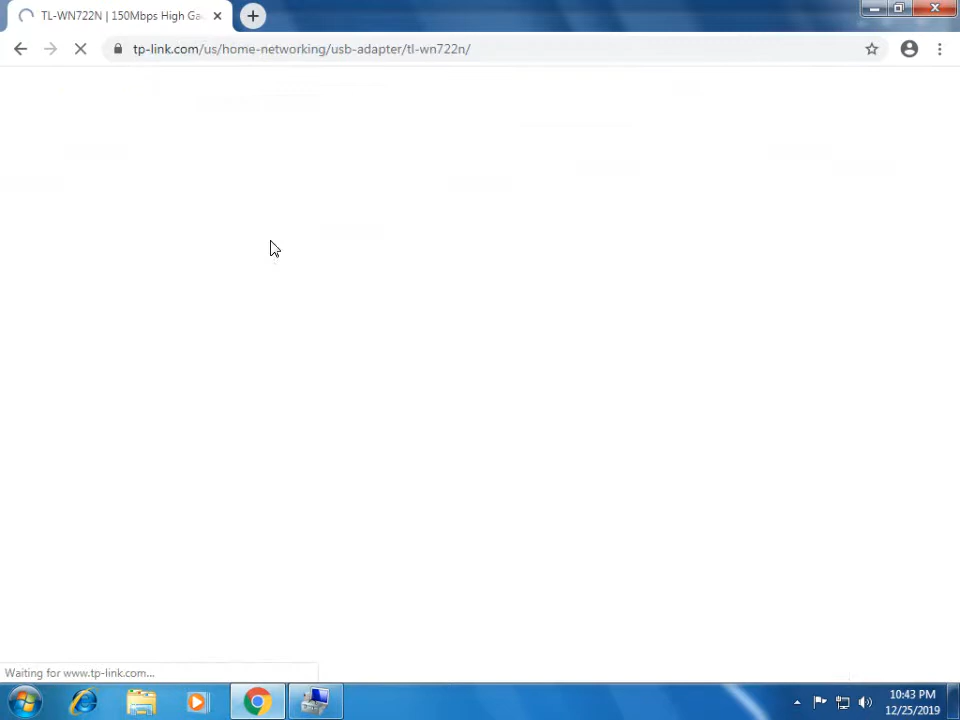 TL-WN722N | 150Mbps High Ga
tp-link.com/us/home-networking/usb-adapter/tl-wn722n/
Waiting for www.tp-link.com...
10:43 PM
12/25/2019